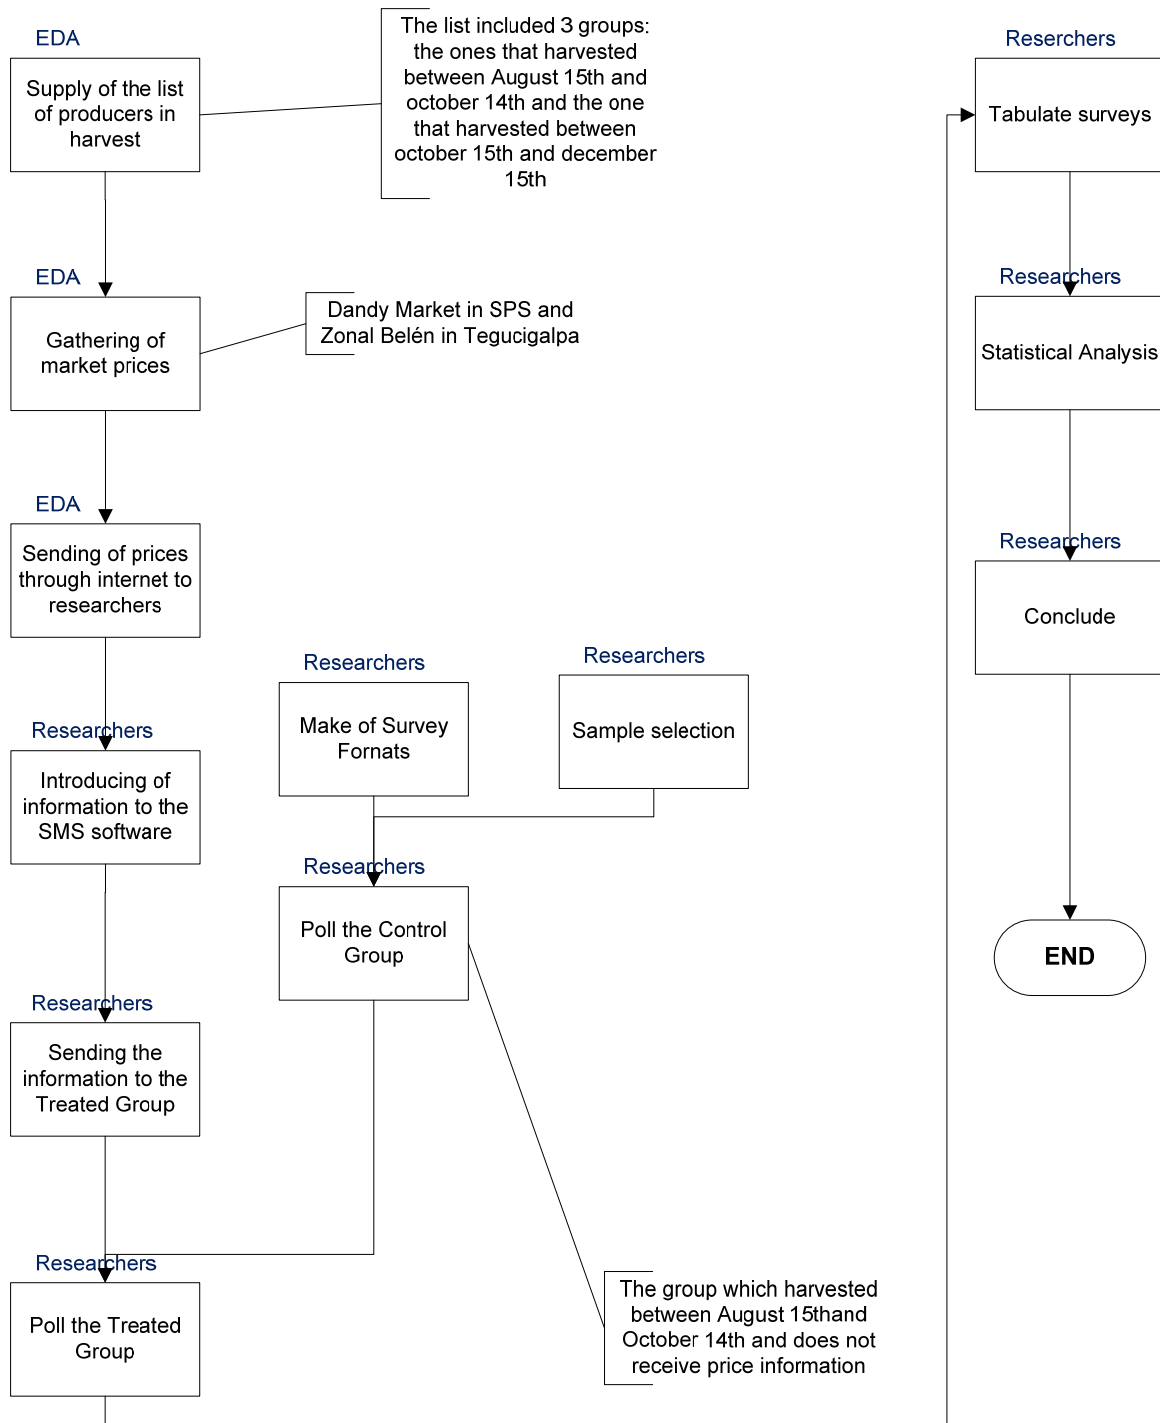 EDA
Supply of the list
of producers in
harvest
The list included 3 groups:
the ones that harvested
between August 15th and
october 14th and the one
that harvested between
october 15th and december
15th
EDA
Gathering of
market prices
Dandy Market in SPS and
Zonal Belén in Tegucigalpa
EDA
Sending of prices
through internet to
researchers
Researchers
Introducing of
information to the
SMS software
Researchers
Sending the
information to the
Treated Group
Researchers
Make of Survey
Fornats
Researchers
Sample selection
Researchers
Poll the Control
Group
The group which harvested
between August 15thand
October 14th and does not
receive price information
Researchers
Poll the Treated
Group
Reserchers
Tabulate surveys
Researchers
Statistical Analysis
Researchers
Conclude
END